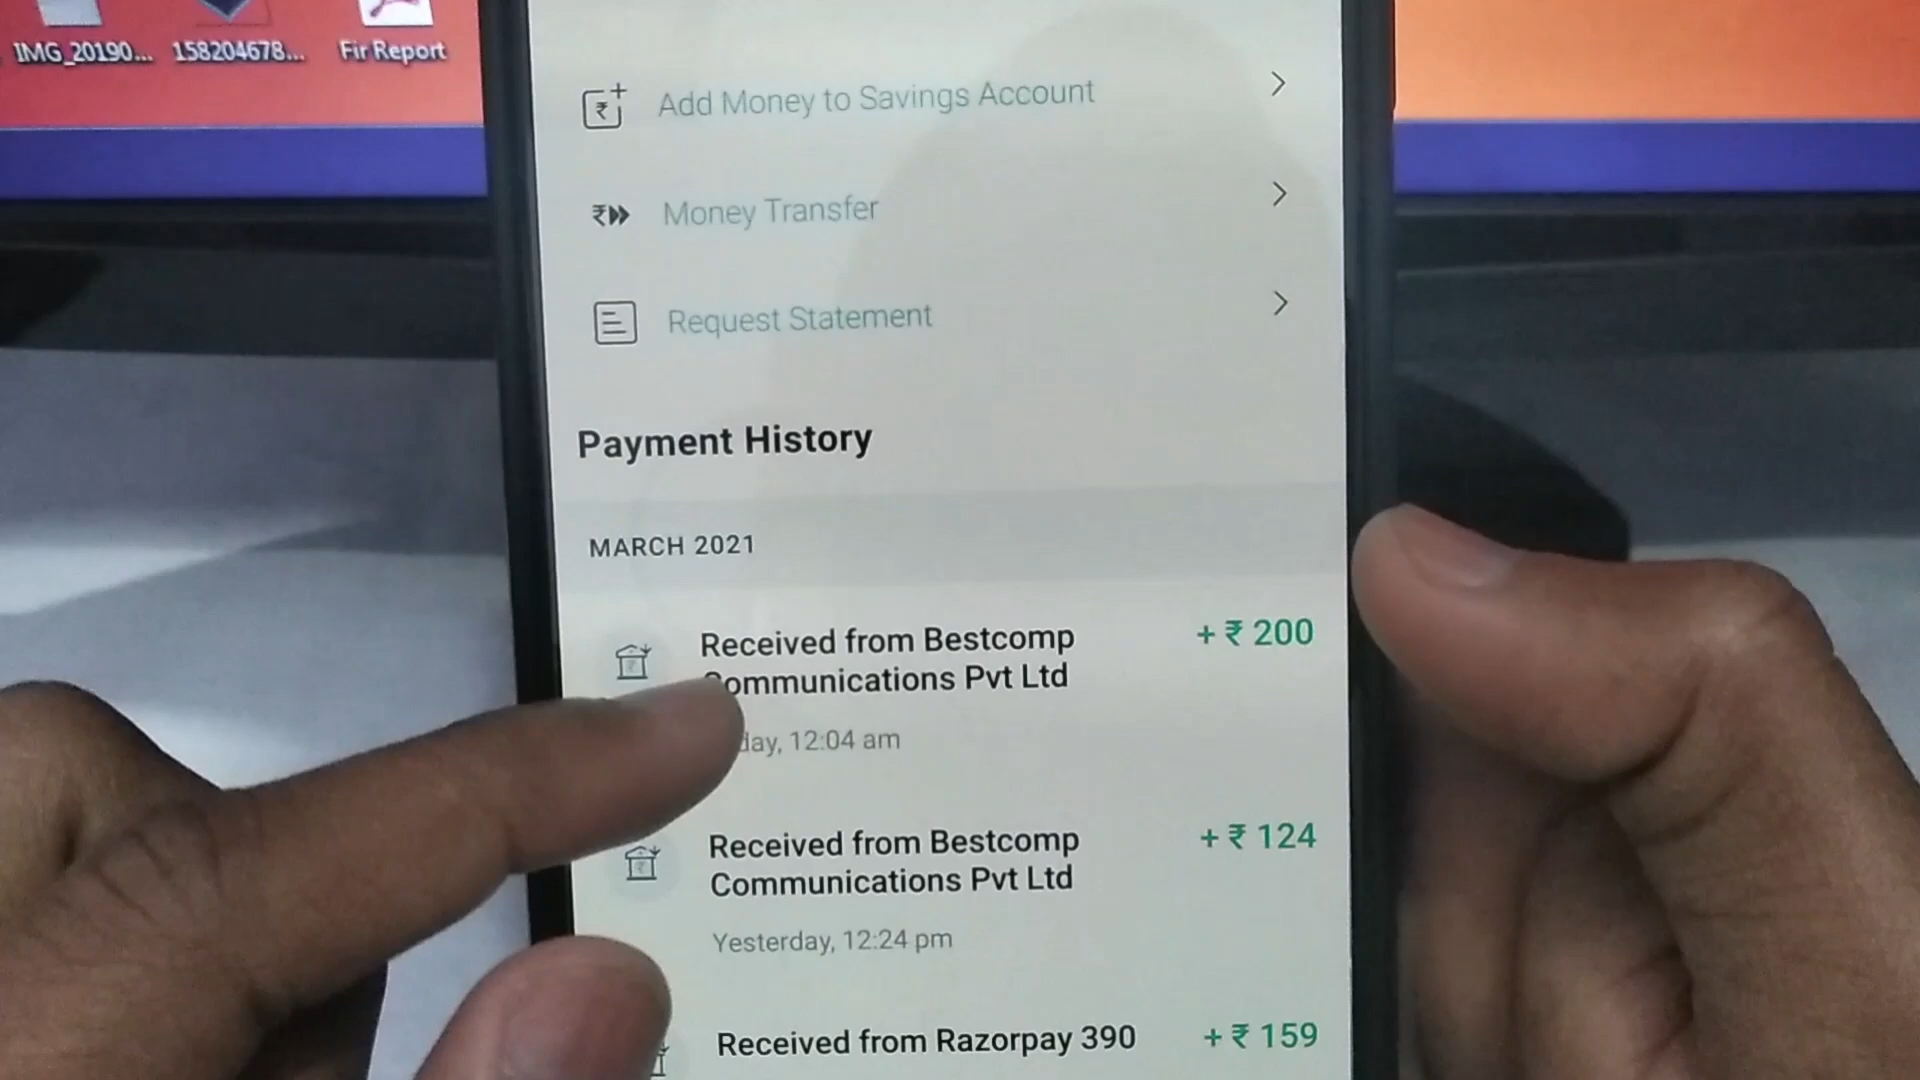 IMG_20190...
158204678...
Fir Report
Add Money to Savings Account
Money Transfer
Request Statement
Payment History
MARCH 2021
Received from Bestcomp
+ ₹ 200
ommunications Pvt Ltd
day, 12:04 am
Received from Bestcomp
+ ₹ 124
Communications Pvt Ltd
Yesterday, 12:24 pm
Received from Razorpay 390
+ ₹ 159